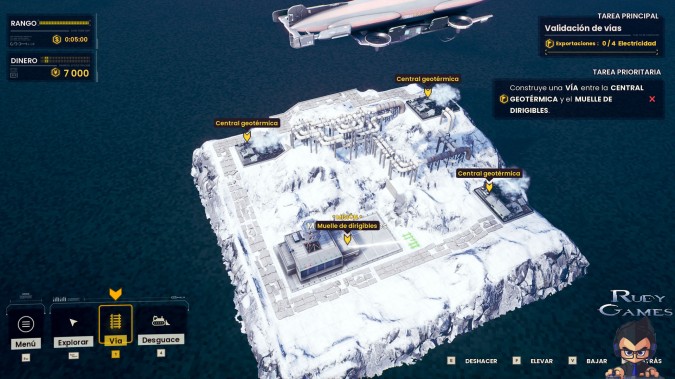 RANGO
0:05:00
DINERO
7 000
TAREA PRINCIPAL
Validación de vías
Exportaciones : 0 / 4 Electricidad
TAREA PRIORITARIA
Construye una VÍA entre la CENTRAL
GEOTÉRMICA y el MUELLE DE
DIRIGIBLES.
Central geotérmica
Central geotérmica
Central geotérmica
Muelle de dirigibles
Menú
Explorar
Vía
Desguace
DESHACER
ELEVAR
BAJAR
RUBY
GAMES